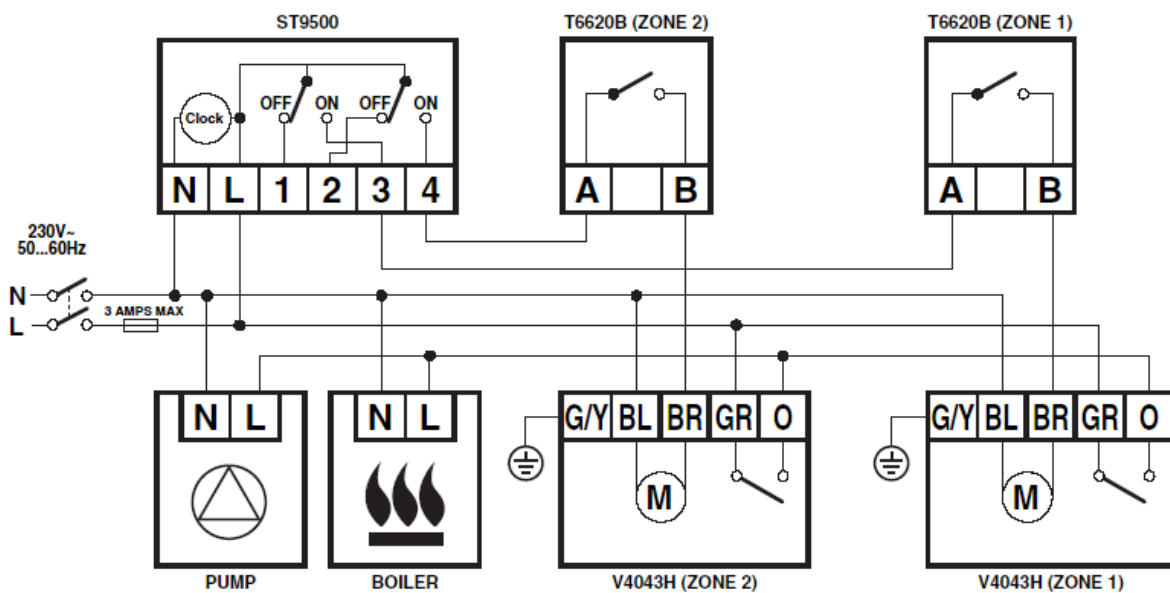 ST9500
T6620B (ZONE 2)
T6620B (ZONE 1)
Clock
OFF ON OFF ON
N L 1 2 3 4
A B
A B
230V~
50...60Hz
N
L
3 AMPS MAX
N L
N L
G/Y BL BR GR O
G/Y BL BR GR O
M
M
PUMP
BOILER
V4043H (ZONE 2)
V4043H (ZONE 1)